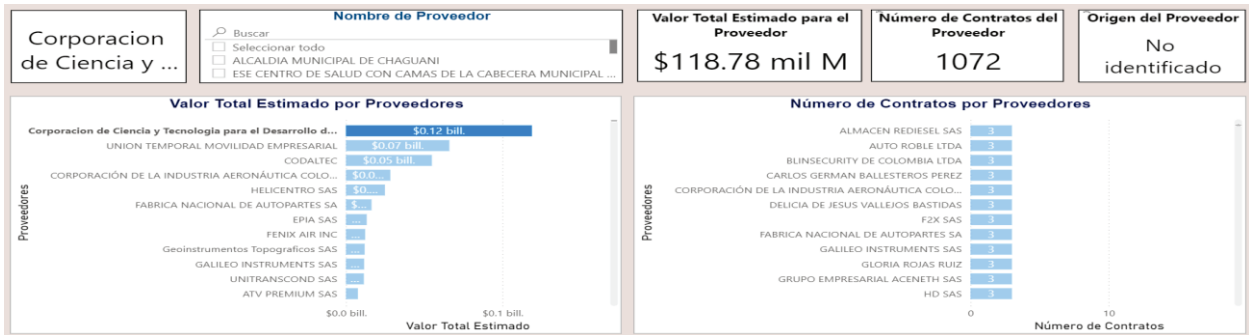 Corporacion
de Ciencia y ...
Nombre de Proveedor
Buscar
Seleccionar todo
ALCALDIA MUNICIPAL DE CHAGUANI
ESE CENTRO DE SALUD CON CAMAS DE LA CABECERA MUNICIPAL ...
Valor Total Estimado para el
Proveedor
$118.78 mil M
Número de Contratos del
Proveedor
1072
Origen del Proveedor
No
identificado
Valor Total Estimado por Proveedores
Proveedores
Corporacion de Ciencia y Tecnologia para el Desarrollo d... $0.12 bill.
UNION TEMPORAL MOVILIDAD EMPRESARIAL $0.07 bill.
CODALTEC $0.05 bill.
CORPORACIÓN DE LA INDUSTRIA AERONÁUTICA COLO... $0.0...
HELICENTRO SAS $0....
FABRICA NACIONAL DE AUTOPARTES SA $...
EPIA SAS ...
FENIX AIR INC ...
Geoinstrumentos Topograficos SAS ...
GALILEO INSTRUMENTS SAS ...
UNITRANSCOND SAS ...
ATV PREMIUM SAS
$0.0 bill. $0.1 bill.
Valor Total Estimado
Número de Contratos por Proveedores
Proveedores
ALMACEN REDIESEL SAS 3
AUTO ROBLE LTDA 3
BLINSECURITY DE COLOMBIA LTDA 3
CARLOS GERMAN BALLESTEROS PEREZ 3
CORPORACIÓN DE LA INDUSTRIA AERONÁUTICA COLO... 3
DELICIA DE JESUS VALLEJOS BASTIDAS 3
F2X SAS 3
FABRICA NACIONAL DE AUTOPARTES SA 3
GALILEO INSTRUMENTS SAS 3
GLORIA ROJAS RUIZ 3
GRUPO EMPRESARIAL ACENETH SAS 3
HD SAS 3
0 10
Número de Contratos